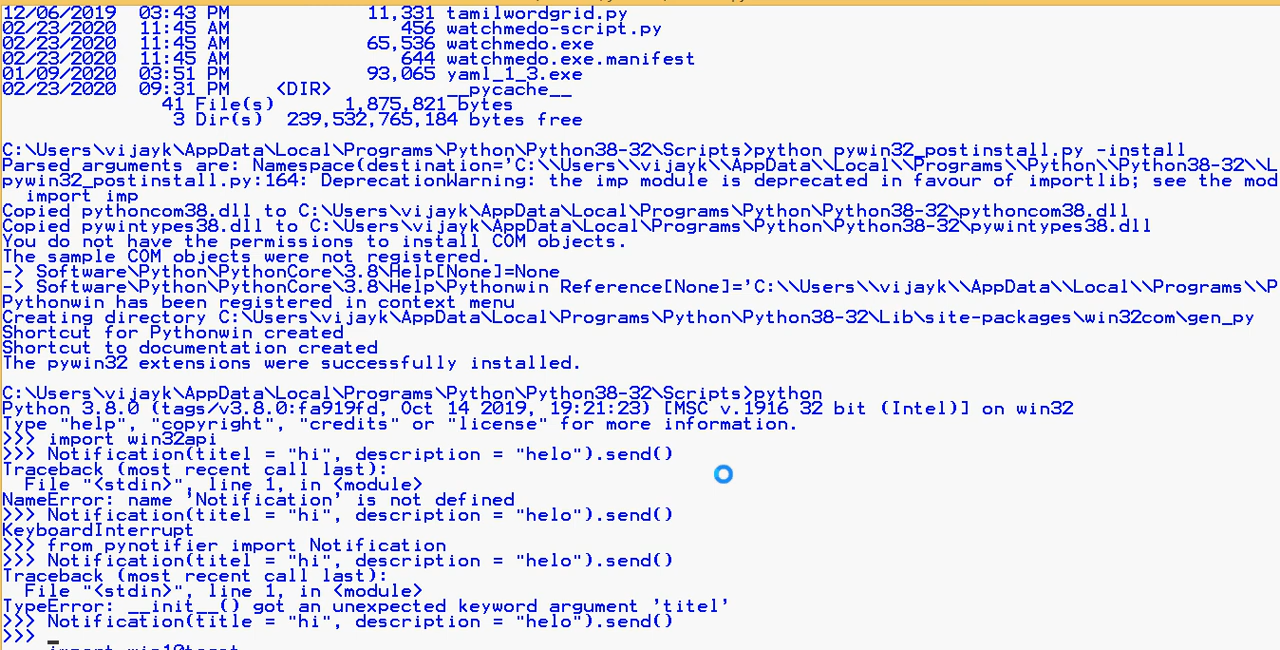 12/06/2019  03:43 PM            11,331 tamilwordgrid.py
02/23/2020  11:45 AM               456 watchmedo-script.py
02/23/2020  11:45 AM            65,536 watchmedo.exe
02/23/2020  11:45 AM               644 watchmedo.exe.manifest
01/09/2020  03:51 PM            93,065 yaml_1_3.exe
02/23/2020  09:31 PM    <DIR>          __pycache__
41 File(s)      1,875,821 bytes
3 Dir(s)  239,532,765,184 bytes free
C:\Users\vijayk\AppData\Local\Programs\Python\Python38-32\Scripts>python pywin32_postinstall.py -install
Parsed arguments are: Namespace(destination='C:\\Users\\vijayk\\AppData\\Local\\Programs\\Python\\Python38-32\\L
pywin32_postinstall.py:164: DeprecationWarning: the imp module is deprecated in favour of importlib; see the mod
import imp
Copied pythoncom38.dll to C:\Users\vijayk\AppData\Local\Programs\Python\Python38-32\pythoncom38.dll
Copied pywintypes38.dll to C:\Users\vijayk\AppData\Local\Programs\Python\Python38-32\pywintypes38.dll
You do not have the permissions to install COM objects.
The sample COM objects were not registered.
-> Software\Python\PythonCore\3.8\Help[None]=None
-> Software\Python\PythonCore\3.8\Help\Pythonwin Reference[None]='C:\\Users\\vijayk\\AppData\\Local\\Programs\\P
Pythonwin has been registered in context menu
Creating directory C:\Users\vijayk\AppData\Local\Programs\Python\Python38-32\Lib\site-packages\win32com\gen_py
Shortcut for Pythonwin created
Shortcut to documentation created
The pywin32 extensions were successfully installed.
C:\Users\vijayk\AppData\Local\Programs\Python\Python38-32\Scripts>python
Python 3.8.0 (tags/v3.8.0:fa919fd, Oct 14 2019, 19:21:23) [MSC v.1916 32 bit (Intel)] on win32
Type "help", "copyright", "credits" or "license" for more information.
>>> import win32api
>>> Notification(titel = "hi", description = "helo").send()
Traceback (most recent call last):
File "<stdin>", line 1, in <module>
NameError: name 'Notification' is not defined
>>> Notification(titel = "hi", description = "helo").send()
KeyboardInterrupt
>>> from pynotifier import Notification
>>> Notification(titel = "hi", description = "helo").send()
Traceback (most recent call last):
File "<stdin>", line 1, in <module>
TypeError: __init__() got an unexpected keyword argument 'titel'
>>> Notification(title = "hi", description = "helo").send()
>>> _